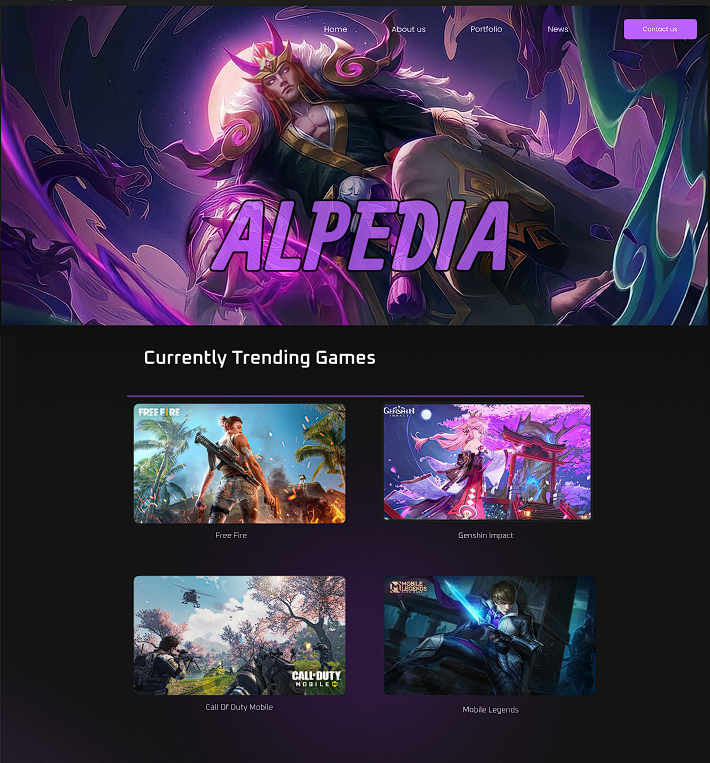 Home About us Portfolio News Contact us
ALPEDIA
Currently Trending Games
FREE FIRE
GENSHIN
IMPACT
Free Fire
Genshin Impact
CALL OF DUTY
MOBILE
MOBILE
LEGENDS
Call Of Duty Mobile
Mobile Legends